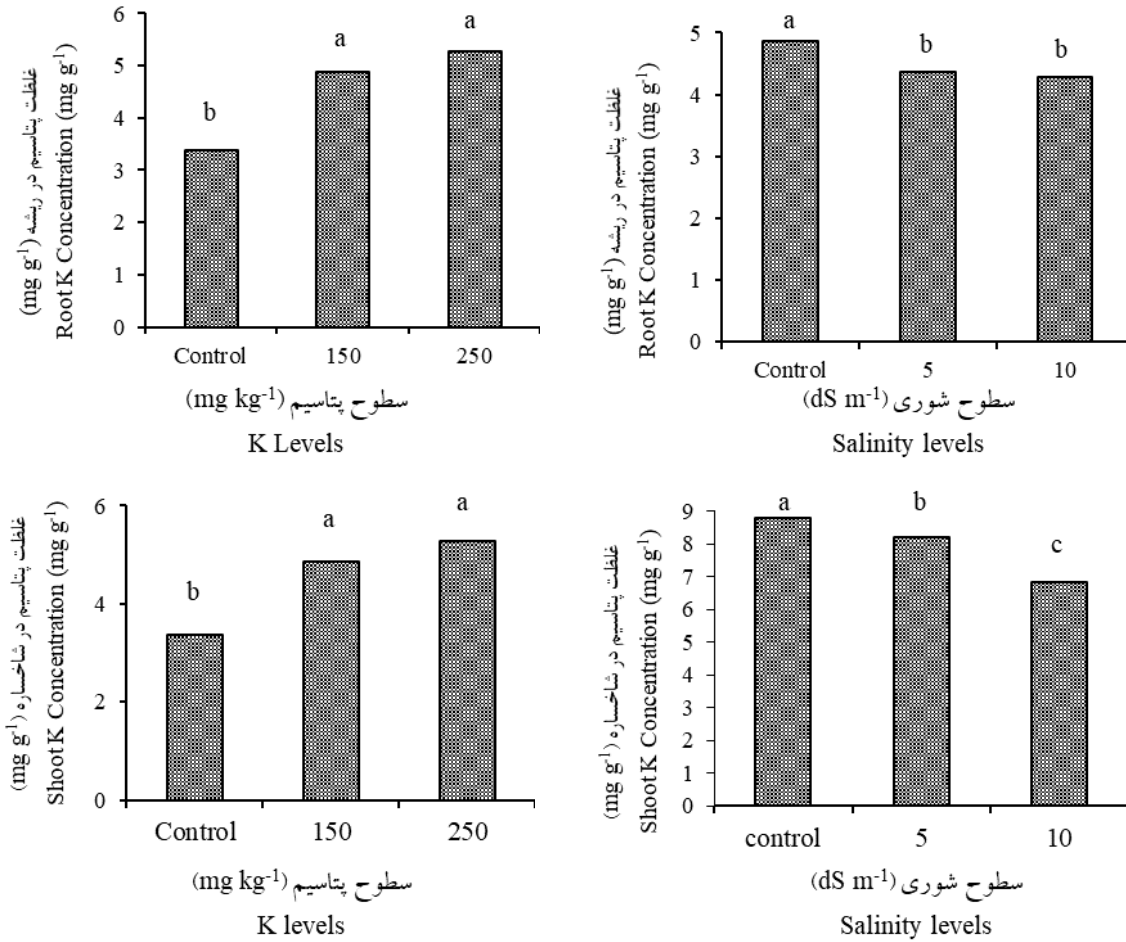 غلظت پتاسیم در ریشه (mg g-1)
Root K Concentration (mg g-1)
6
5
4
3
2
1
0
b
a
a
Control 150 250
سطوح پتاسیم (mg kg-1)
K Levels
غلظت پتاسیم در ریشه (mg g-1)
Root K Concentration (mg g-1)
5
4
3
2
1
0
a
b
b
Control 5 10
سطوح شوری (dS m-1)
Salinity levels
غلظت پتاسیم در شاخساره (mg g-1)
Shoot K Concentration (mg g-1)
6
4
2
0
b
a
a
Control 150 250
سطوح پتاسیم (mg kg-1)
K levels
غلظت پتاسیم در شاخساره (mg g-1)
Shoot K Concentration (mg g-1)
9
8
7
6
5
4
3
2
1
0
a
b
c
control 5 10
سطوح شوری (dS m-1)
Salinity levels